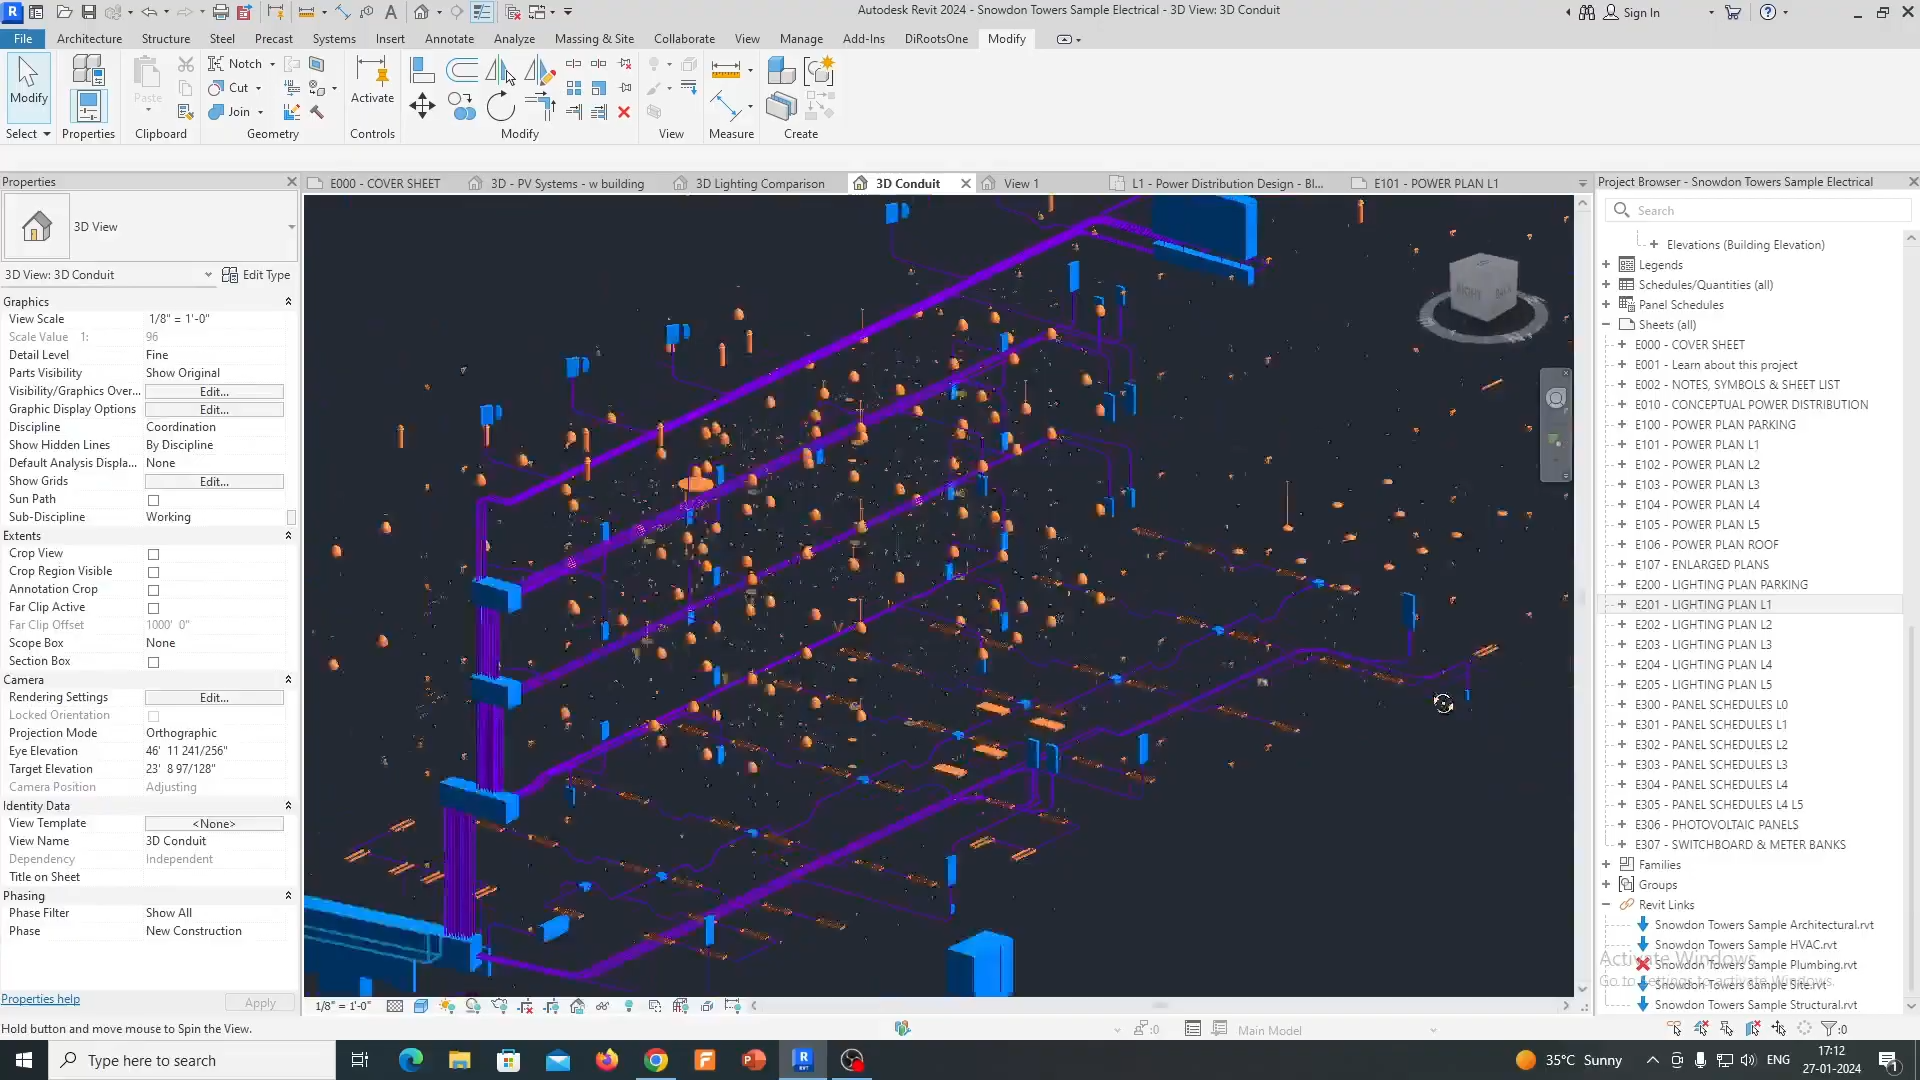 Autodesk Revit 2024 - Snowdon Towers Sample Electrical - 3D View: 3D Conduit
Sign In
File Architecture Structure Steel Precast Systems Insert Annotate Analyze Massing & Site Collaborate View Manage Add-Ins DiRootsOne Modify
Modify Paste Notch Cut Join Activate
Select Properties Clipboard Geometry Controls Modify View Measure Create
Properties
E000 - COVER SHEET 3D - PV Systems - w building 3D Lighting Comparison 3D Conduit View 1 L1 - Power Distribution Design - Bl... E101 - POWER PLAN L1
3D View
3D View: 3D Conduit Edit Type
Graphics
View Scale 1/8" = 1'-0"
Scale Value 1: 96
Detail Level Fine
Parts Visibility Show Original
Visibility/Graphics Over... Edit...
Graphic Display Options Edit...
Discipline Coordination
Show Hidden Lines By Discipline
Default Analysis Displa... None
Show Grids Edit...
Sun Path
Sub-Discipline Working
Extents
Crop View
Crop Region Visible
Annotation Crop
Far Clip Active
Far Clip Offset 1000' 0"
Scope Box None
Section Box
Camera
Rendering Settings Edit...
Locked Orientation
Projection Mode Orthographic
Eye Elevation 46' 11 241/256"
Target Elevation 23' 8 97/128"
Camera Position Adjusting
Identity Data
View Template <None>
View Name 3D Conduit
Dependency Independent
Title on Sheet
Phasing
Phase Filter Show All
Phase New Construction
Properties help Apply
RIGHT BACK
1/8" = 1'-0"
Project Browser - Snowdon Towers Sample Electrical
Search
Elevations (Building Elevation)
Legends
Schedules/Quantities (all)
Panel Schedules
Sheets (all)
E000 - COVER SHEET
E001 - Learn about this project
E002 - NOTES, SYMBOLS & SHEET LIST
E010 - CONCEPTUAL POWER DISTRIBUTION
E100 - POWER PLAN PARKING
E101 - POWER PLAN L1
E102 - POWER PLAN L2
E103 - POWER PLAN L3
E104 - POWER PLAN L4
E105 - POWER PLAN L5
E106 - POWER PLAN ROOF
E107 - ENLARGED PLANS
E200 - LIGHTING PLAN PARKING
E201 - LIGHTING PLAN L1
E202 - LIGHTING PLAN L2
E203 - LIGHTING PLAN L3
E204 - LIGHTING PLAN L4
E205 - LIGHTING PLAN L5
E300 - PANEL SCHEDULES L0
E301 - PANEL SCHEDULES L1
E302 - PANEL SCHEDULES L2
E303 - PANEL SCHEDULES L3
E304 - PANEL SCHEDULES L4
E305 - PANEL SCHEDULES L4 L5
E306 - PHOTOVOLTAIC PANELS
E307 - SWITCHBOARD & METER BANKS
Families
Groups
Revit Links
Snowdon Towers Sample Architectural.rvt
Snowdon Towers Sample HVAC.rvt
Activate Windows
Snowdon Towers Sample Plumbing.rvt
Go to Settings to activate Windows.
Snowdon Towers Sample Site.rvt
Snowdon Towers Sample Structural.rvt
Hold button and move mouse to Spin the View. :0 Main Model :0
Type here to search 35°C Sunny ENG 17:12
27-01-2024